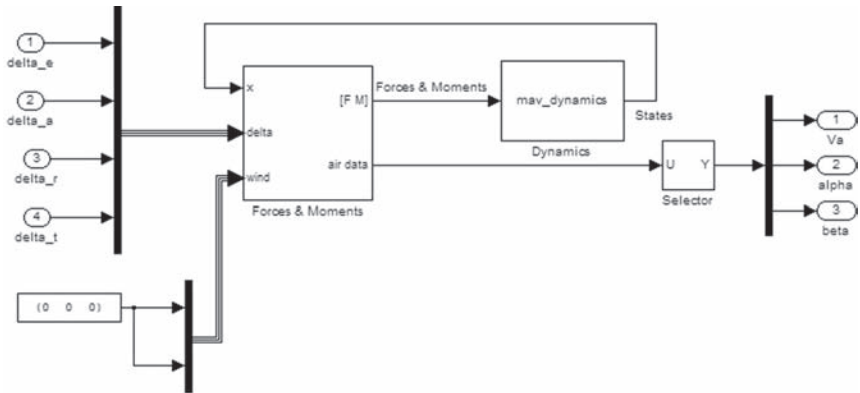 1
delta_e
2
delta_a
3
delta_r
4
delta_t
(0 0 0)
x
delta
wind
[F M]
air data
Forces & Moments
Forces & Moments
mav_dynamics
Dynamics
States
U Y
Selector
1
Va
2
alpha
3
beta